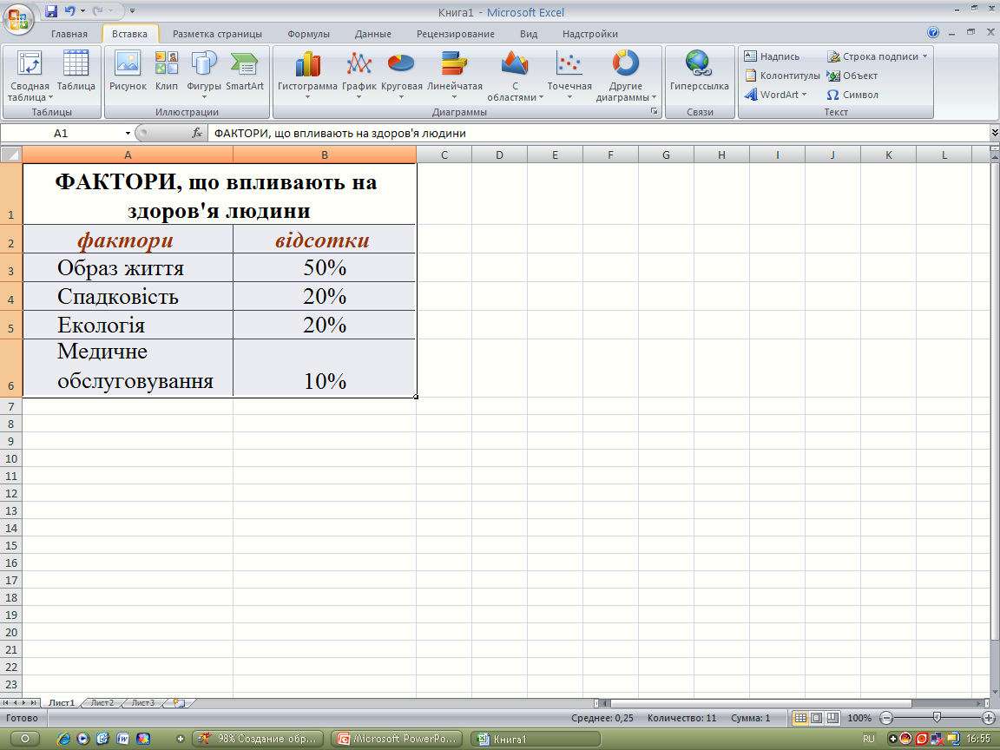 Книга1 - Microsoft Excel
Главная Вставка Разметка страницы Формулы Данные Рецензирование Вид Надстройки
Сводная таблица Таблица Рисунок Клип Фигуры SmartArt Гистограмма График Круговая Линейчатая С областями Точечная Другие диаграммы Гиперссылка Надпись Строка подписи
Колонтитулы Объект
WordArt Символ
Таблицы Иллюстрации Диаграммы Связи Текст
A1 fx ФАКТОРИ, що впливають на здоров'я людини
A B C D E F G H I J K L
1 ФАКТОРИ, що впливають на
здоров'я людини
2 фактори відсотки
3 Образ життя 50%
4 Спадковість 20%
5 Екологія 20%
Медичне
6 обслуговування 10%
7
8
9
10
11
12
13
14
15
16
17
18
19
20
21
22
23
Лист1 Лист2 Лист3
Готово Среднее: 0,25 Количество: 11 Сумма: 1 100%
98% Создание обр... Microsoft PowerPo... Книга1 RU 16:55